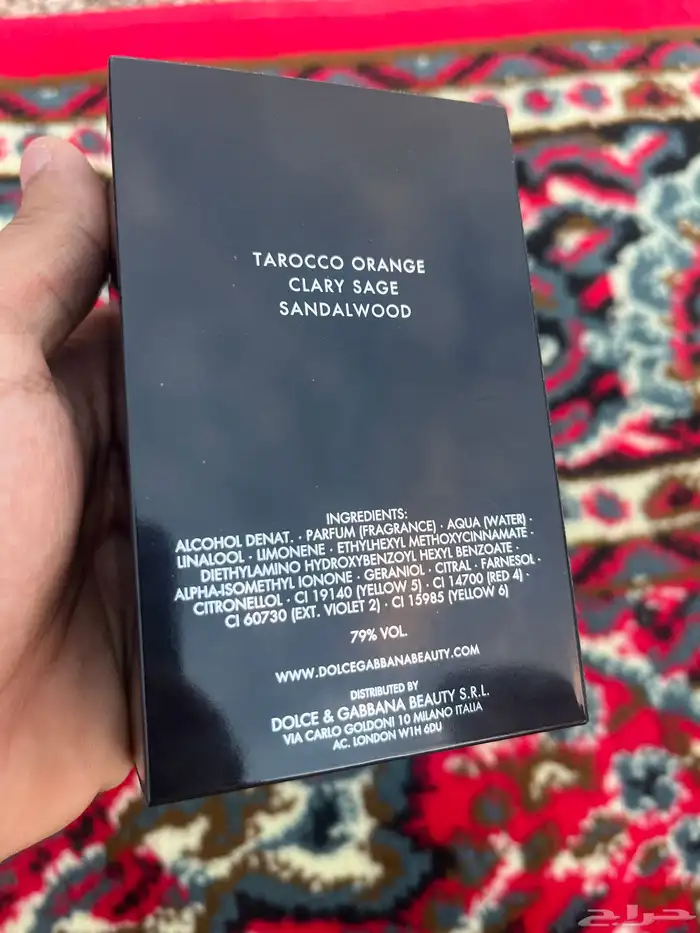 TAROCCO ORANGE
CLARY SAGE
SANDALWOOD
INGREDIENTS:
ALCOHOL DENAT. · PARFUM (FRAGRANCE) · AQUA (WATER) ·
LINALOOL · LIMONENE · ETHYLHEXYL METHOXYCINNAMATE ·
DIETHYLAMINO HYDROXYBENZOYL HEXYL BENZOATE ·
ALPHA-ISOMETHYL IONONE · GERANIOL · CITRAL · FARNESOL ·
CITRONELLOL · CI 19140 (YELLOW 5) · CI 14700 (RED 4) ·
CI 60730 (EXT. VIOLET 2) · CI 15985 (YELLOW 6)
79% VOL.
WWW.DOLCEGABBANABEAUTY.COM
DISTRIBUTED BY
DOLCE & GABBANA BEAUTY S.R.L.
VIA CARLO GOLDONI 10 MILANO ITALIA
AC. LONDON W1H 6DU
حراج